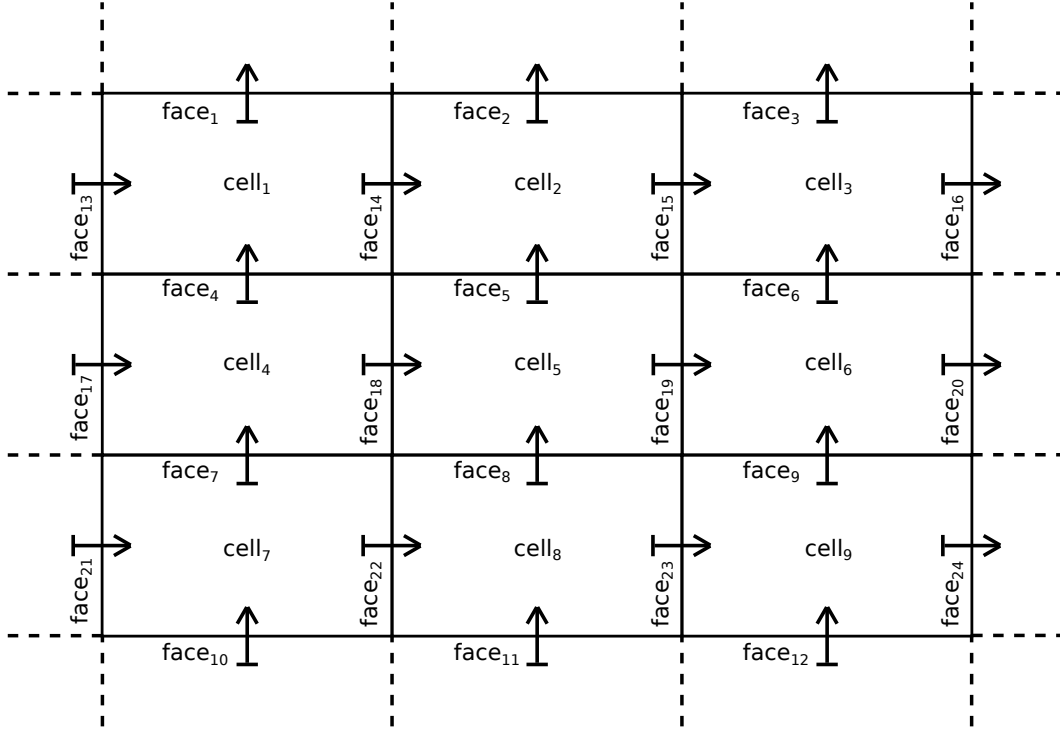 face₁ face₂ face₃
cell₁ cell₂ cell₃
face₁₃ face₁₄ face₁₅ face₁₆
face₄ face₅ face₆
cell₄ cell₅ cell₆
face₁₇ face₁₈ face₁₉ face₂₀
face₇ face₈ face₉
cell₇ cell₈ cell₉
face₂₁ face₂₂ face₂₃ face₂₄
face₁₀ face₁₁ face₁₂